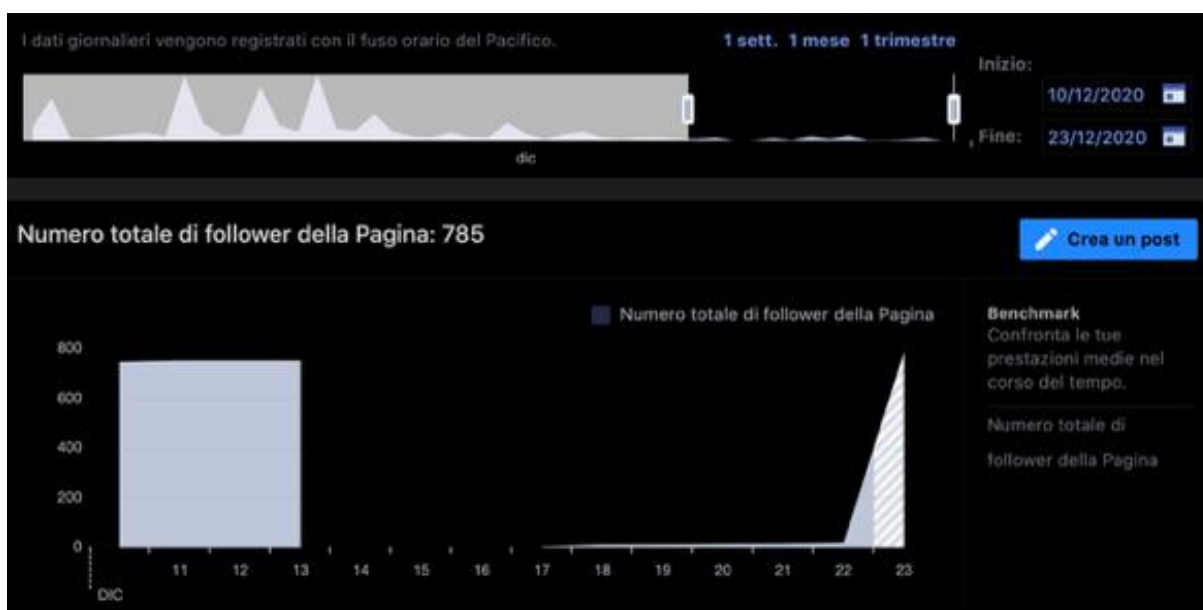 I dati giornalieri vengono registrati con il fuso orario del Pacifico.
1 sett. 1 mese 1 trimestre
Inizio:
10/12/2020
Fine:
23/12/2020
dic
Numero totale di follower della Pagina: 785
Crea un post
Numero totale di follower della Pagina
Benchmark
Confronta le tue
prestazioni medie nel
corso del tempo.
Numero totale di
follower della Pagina
800
600
400
200
0
11 12 13 14 15 16 17 18 19 20 21 22 23
DIC